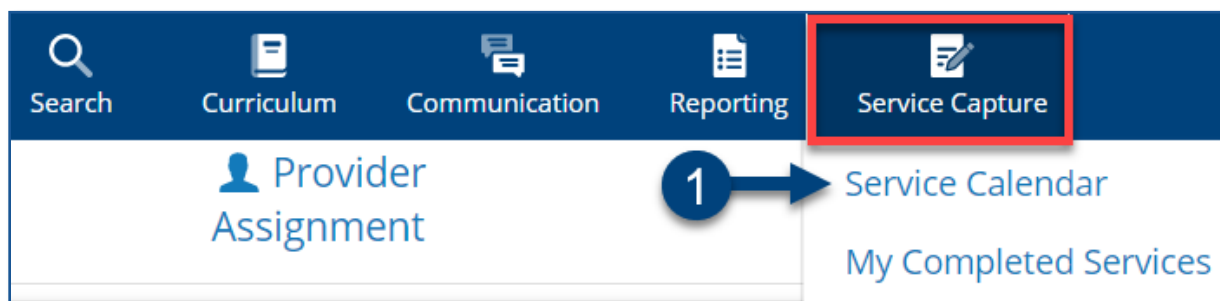 Search
Curriculum
Communication
Reporting
Service Capture
Provider
Assignment
1
Service Calendar
My Completed Services